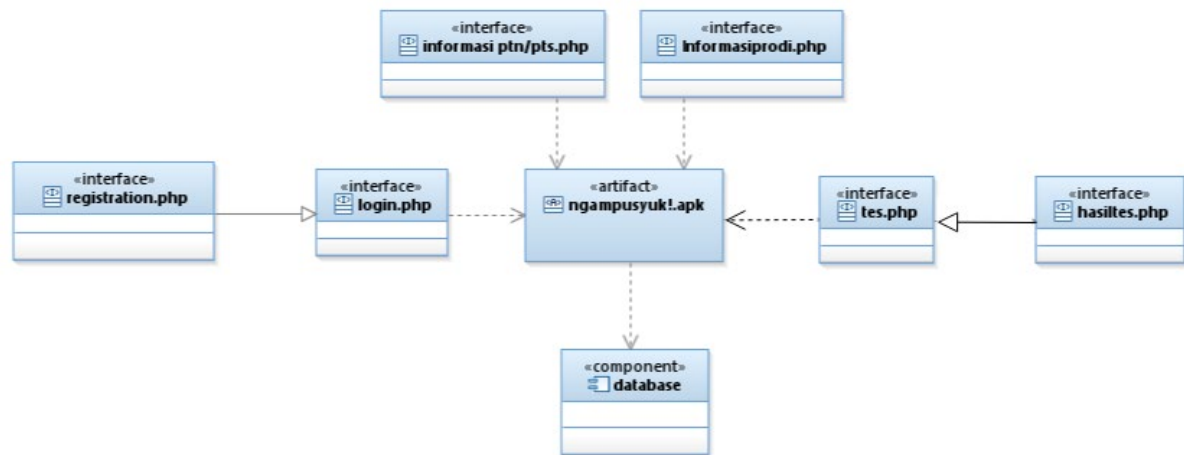 «interface»
informasi ptn/pts.php
«interface»
Informasiprodi.php
«interface»
registration.php
«interface»
login.php
«artifact»
ngampusyuk!.apk
«interface»
tes.php
«interface»
hasiltes.php
«component»
database